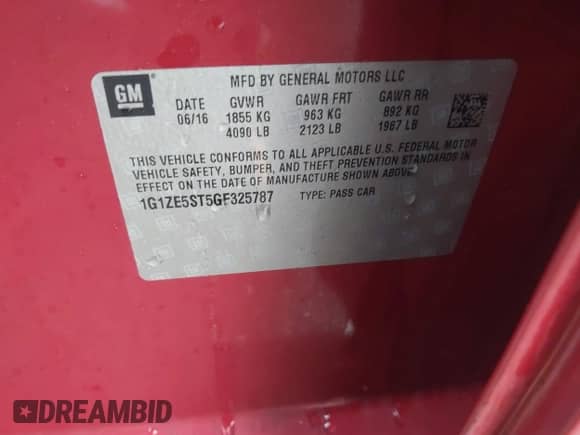 GM
MFD BY GENERAL MOTORS LLC
DATE GVWR GAWR FRT GAWR RR
06/16 1855 KG 963 KG 892 KG
4090 LB 2123 LB 1967 LB
THIS VEHICLE CONFORMS TO ALL APPLICABLE U.S. FEDERAL MOTOR
VEHICLE SAFETY, BUMPER, AND THEFT PREVENTION STANDARDS IN
EFFECT ON THE DATE OF MANUFACTURE SHOWN ABOVE.
1G1ZE5ST5GF325787 TYPE: PASS CAR
DREAMBID